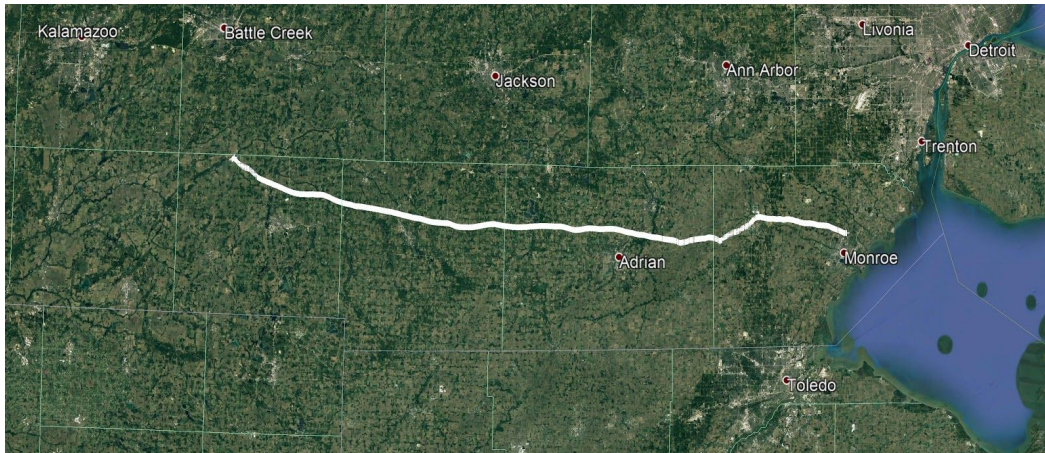 Livonia
Kalamazoo
Battle Creek
Detroit
Ann Arbor
Jackson
Trenton
Adrian
Monroe
Toledo